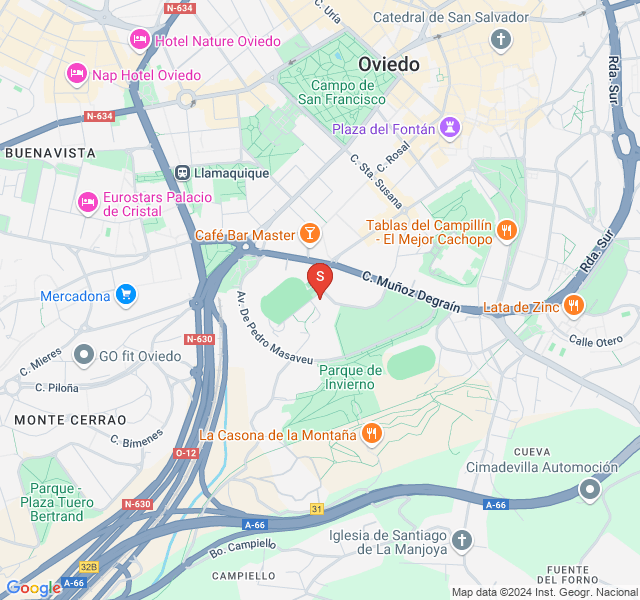 N-634
C. Uría
Catedral de San Salvador
Hotel Nature Oviedo
Oviedo
Nap Hotel Oviedo
Campo de
San Francisco
Rda. Sur
N-634
Plaza del Fontán
BUENAVISTA
C. Rosal
Llamaquique
C. Sta. Susana
Eurostars Palacio
de Cristal
Café Bar Master
Tablas del Campillín
- El Mejor Cachopo
Rda. Sur
S
C. Muñoz Degraín
Mercadona
Lata de Zinc
Av. De Pedro Masaveu
N-630
Calle Otero
C. Mieres
GO fit Oviedo
Parque de
Invierno
C. Piloña
MONTE CERRAO
La Casona de la Montaña
C. Bimenes
O-12
CUEVA
Cimadevilla Automoción
Parque -
Plaza Tuero
Bertrand
N-630
31
A-66
A-66
Iglesia de Santiago
de La Manjoya
Bo. Campiello
32B
CAMPIELLO
FUENTE
DEL FORNO
A-66
Google
Map data ©2024 Inst. Geogr. Nacional